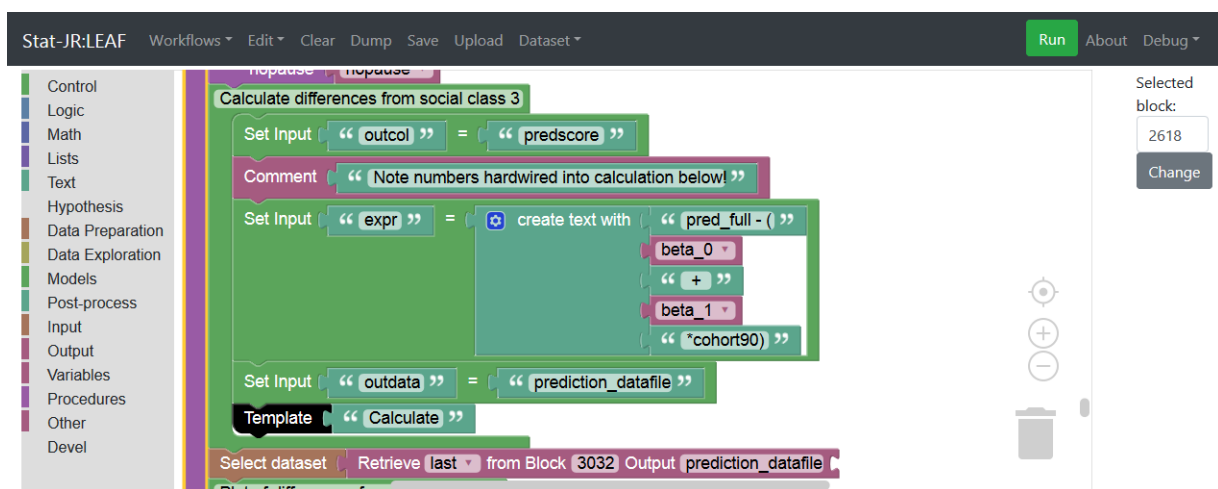 Stat-JR:LEAF Workflows Edit Clear Dump Save Upload Dataset Run About Debug
Control
Logic
Math
Lists
Text
Hypothesis
Data Preparation
Data Exploration
Models
Post-process
Input
Output
Variables
Procedures
Other
Devel
nopause nopause
Calculate differences from social class 3
Set Input “ outcol ” = “ predscore ”
Comment “ Note numbers hardwired into calculation below! ”
Set Input “ expr ” = create text with “ pred_full - ( ”
beta_0
“ + ”
beta_1
“ *cohort90) ”
Set Input “ outdata ” = “ prediction_datafile ”
Template “ Calculate ”
Select dataset Retrieve last from Block 3032 Output prediction_datafile
Selected
block:
2618
Change